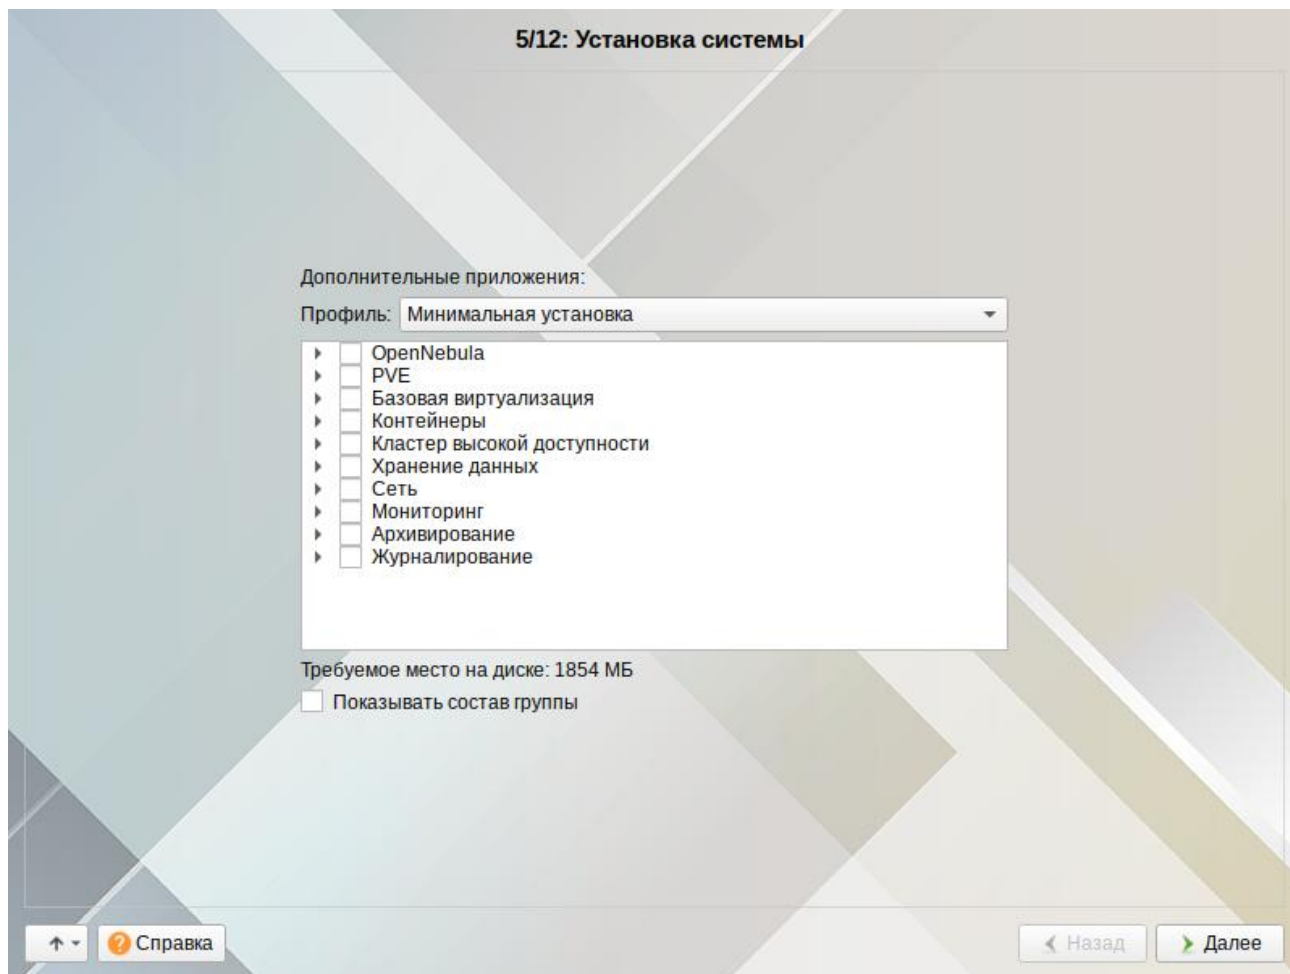 5/12: Установка системы
Дополнительные приложения:
Профиль: Минимальная установка
OpenNebula
PVE
Базовая виртуализация
Контейнеры
Кластер высокой доступности
Хранение данных
Сеть
Мониторинг
Архивирование
Журналирование
Требуемое место на диске: 1854 МБ
Показывать состав группы
Справка Назад Далее